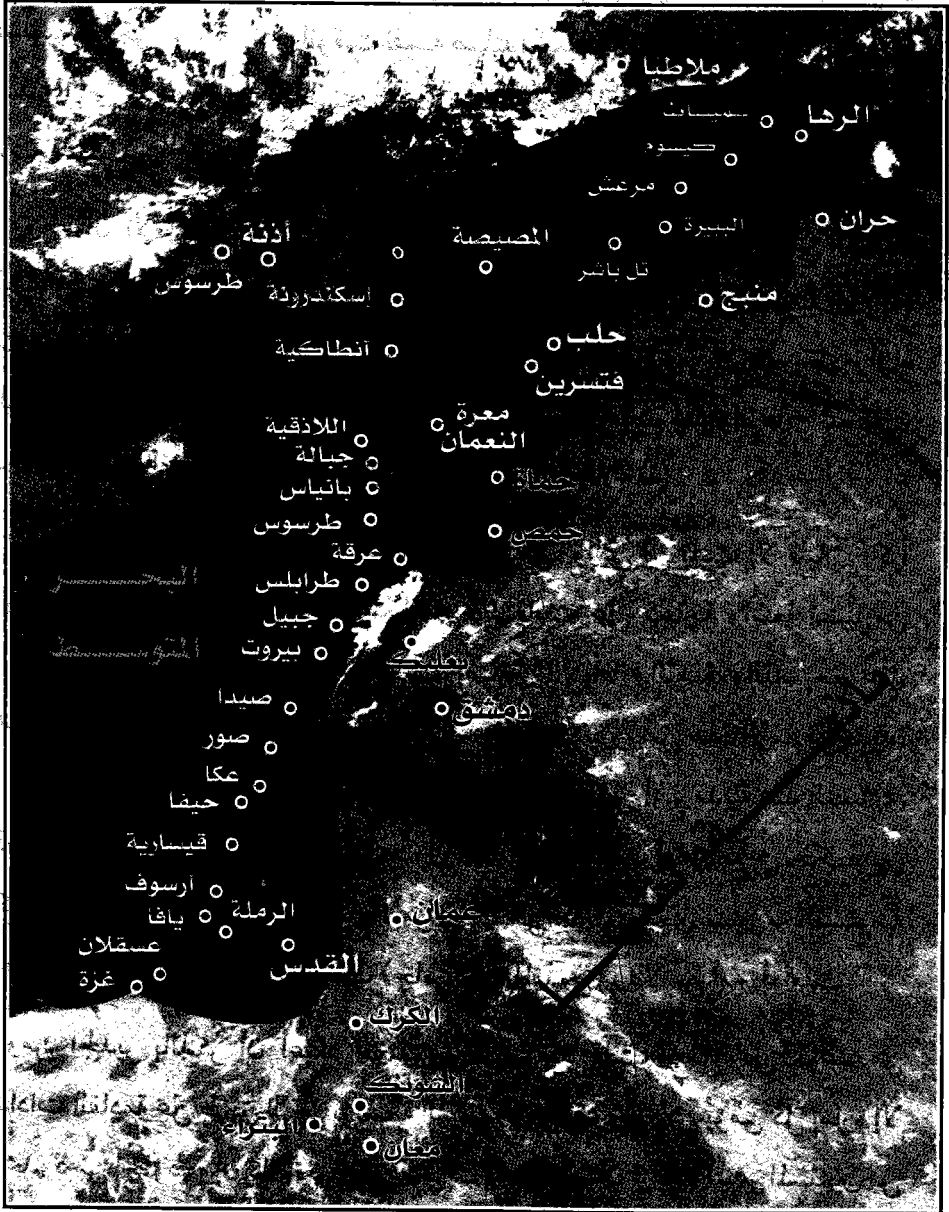 ملاطيا
سميساط
الرها
كيسوم
مرعش
البيرة
حران
أذنة
المصيصة
تل باشر
طرسوس
إسكندرونة
منبج
حلب
أنطاكية
فتسرين
معرة
النعمان
اللاذقية
جبالة
حماة
بانياس
طرسوس
حمص
عرقة
طرابلس
جبيل
بيروت
بعلبك
صيدا
دمشق
صور
عكا
حيفا
قيسارية
أرسوف
الرملة
يافا
عمان
عسقلان
القدس
غزة
الكرك
الشوبك
البتراء
معان